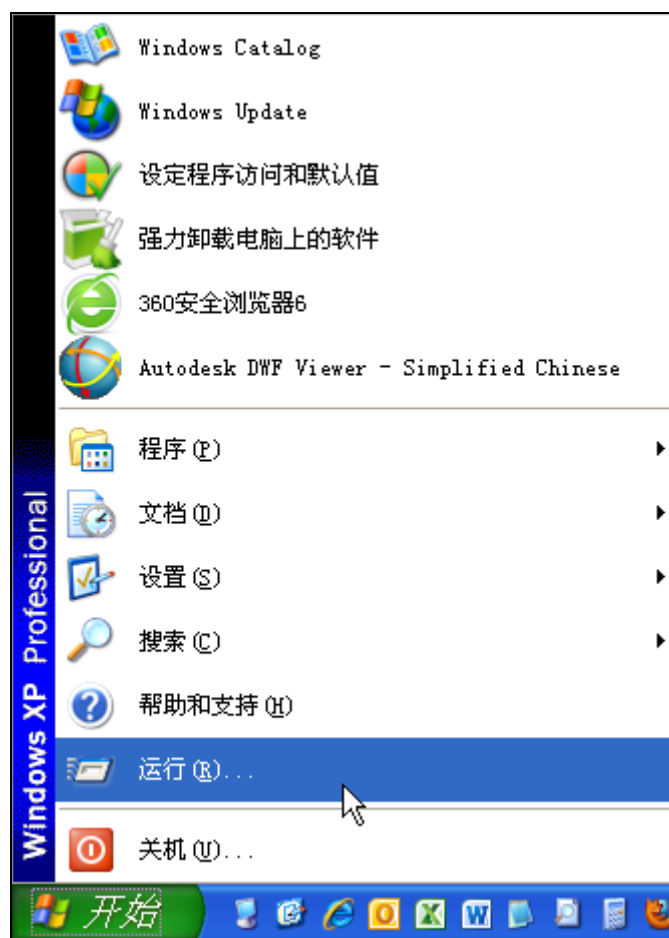 Windows Catalog
Windows Update
设定程序访问和默认值
强力卸载电脑上的软件
360安全浏览器6
Autodesk DWF Viewer - Simplified Chinese
程序(P)
文档(D)
设置(S)
搜索(C)
帮助和支持(H)
运行(R)...
关机(U)...
Windows XP Professional
开始